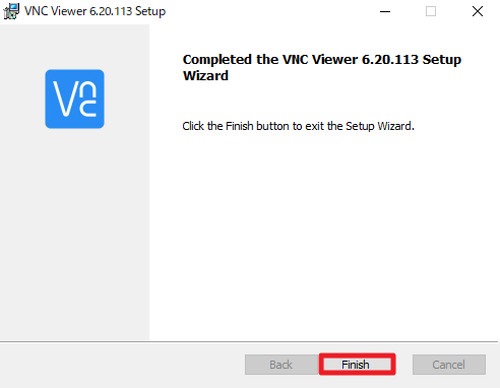 VNC Viewer 6.20.113 Setup
Completed the VNC Viewer 6.20.113 Setup
Wizard
Vnc
Click the Finish button to exit the Setup Wizard.
Back
Finish
Cancel